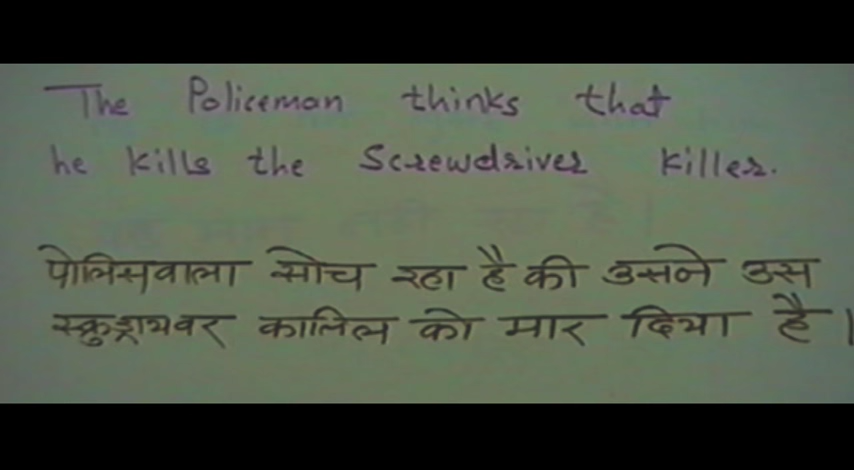 The Policeman thinks that
he kills the Screwdriver killer.
पोलिसवाला सोच रहा है की उसने उस
स्क्रुड्रायवर कातिल को मार दिया है।